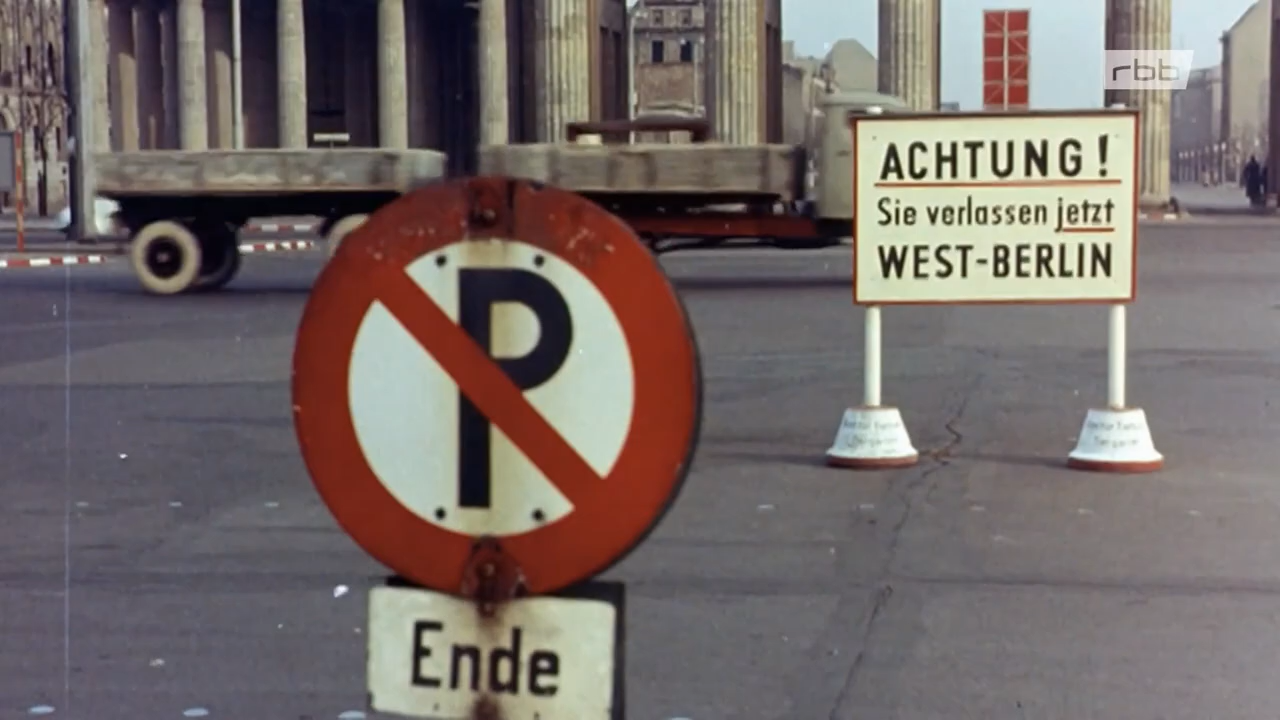 rbb
ACHTUNG!
Sie verlassen jetzt
WEST-BERLIN
P
Ende